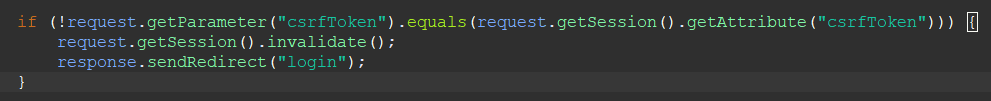 if (!request.getParameter("csrfToken").equals(request.getSession().getAttribute("csrfToken"))) {
    request.getSession().invalidate();
    response.sendRedirect("login");
}